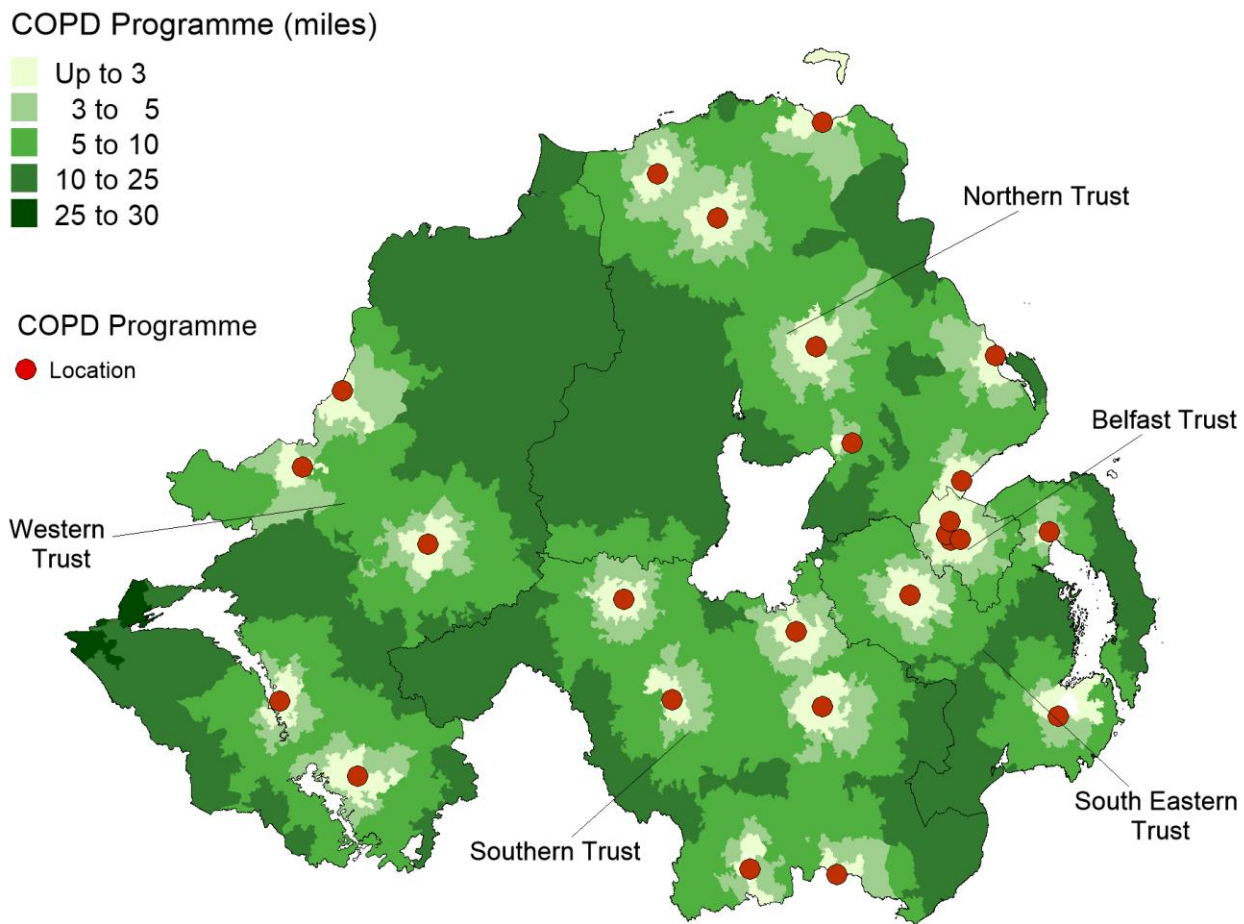 COPD Programme (miles)
Up to 3
3 to 5
5 to 10
10 to 25
25 to 30
COPD Programme
Location
Northern Trust
Belfast Trust
Western
Trust
South Eastern
Trust
Southern Trust